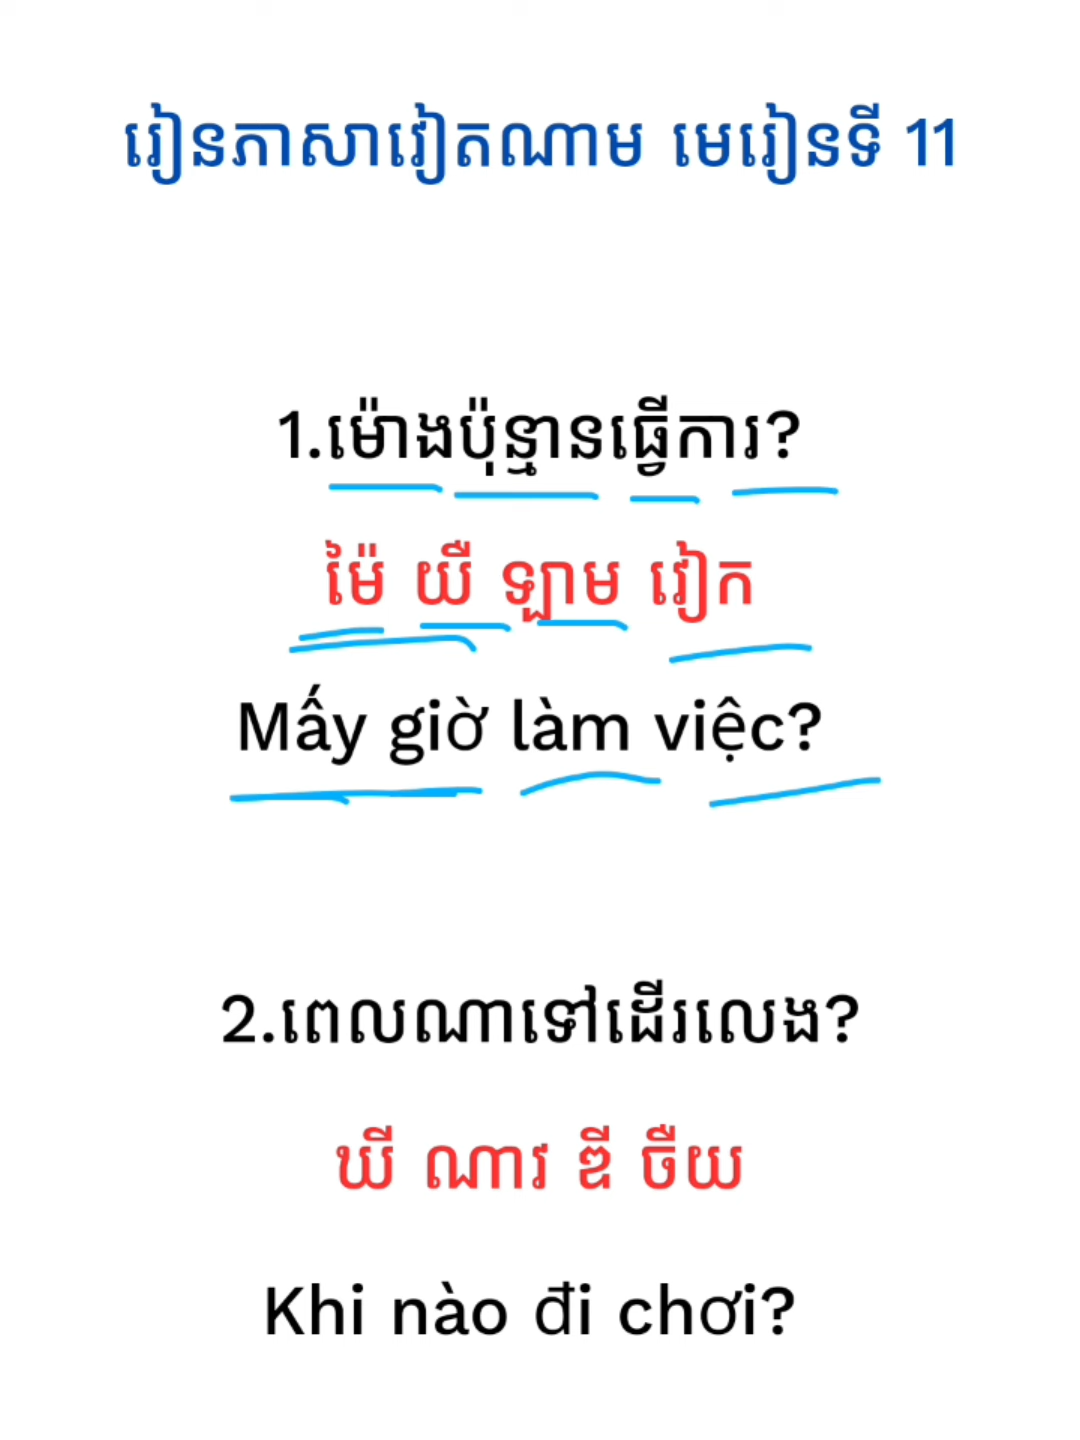 រៀនភាសាវៀតណាម មេរៀនទី 11
1.ម៉ោងប៉ុន្មានធ្វើការ?
ម៉ៃ យឺ ឡាម វៀក
Mấy giờ làm việc?
2.ពេលណាទៅដើរលេង?
ឃី ណាវ ឌី ចឺយ
Khi nào đi chơi?